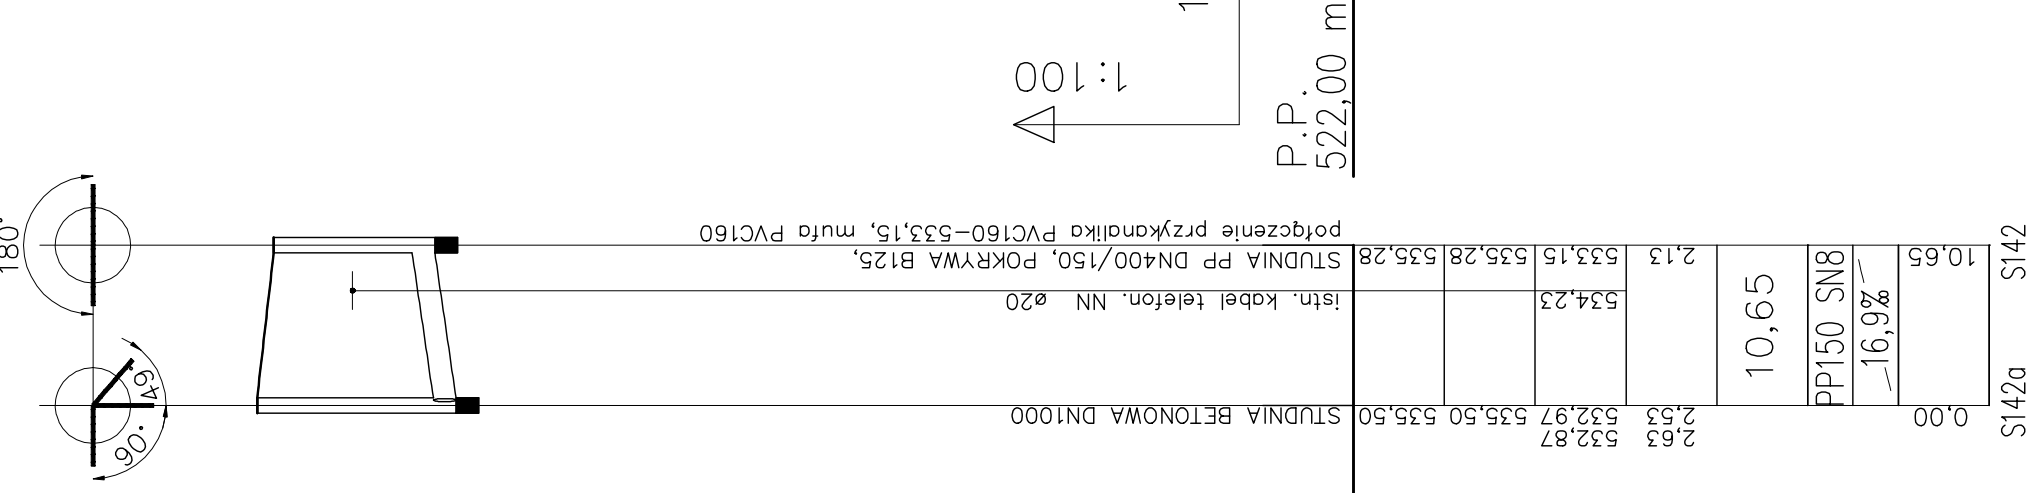 180°
90°
49°
1:100
1
P.P.
522,00 m
połączenie przykanalika PVC160-533,15, mufa PVC160
STUDNIA PP DN400/150, POKRYWA B125,
istn. kabel telefon. NN ø20
STUDNIA BETONOWA DN1000
535,50
535,28
535,50
535,28
532,87
532,97
534,23
533,15
2,63
2,53
2,13
10,65
PP150 SN8
16,9‰
0,00
10,65
S142a
S142